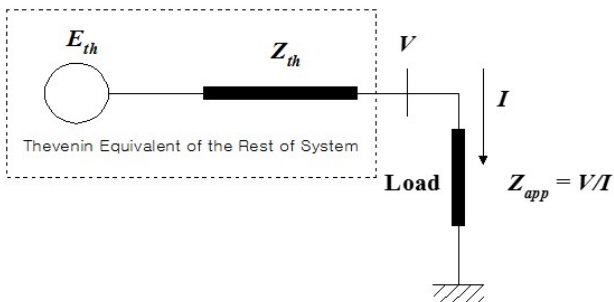 E_th
Z_th
V
I
Thevenin Equivalent of the Rest of System
Load
Z_app = V/I